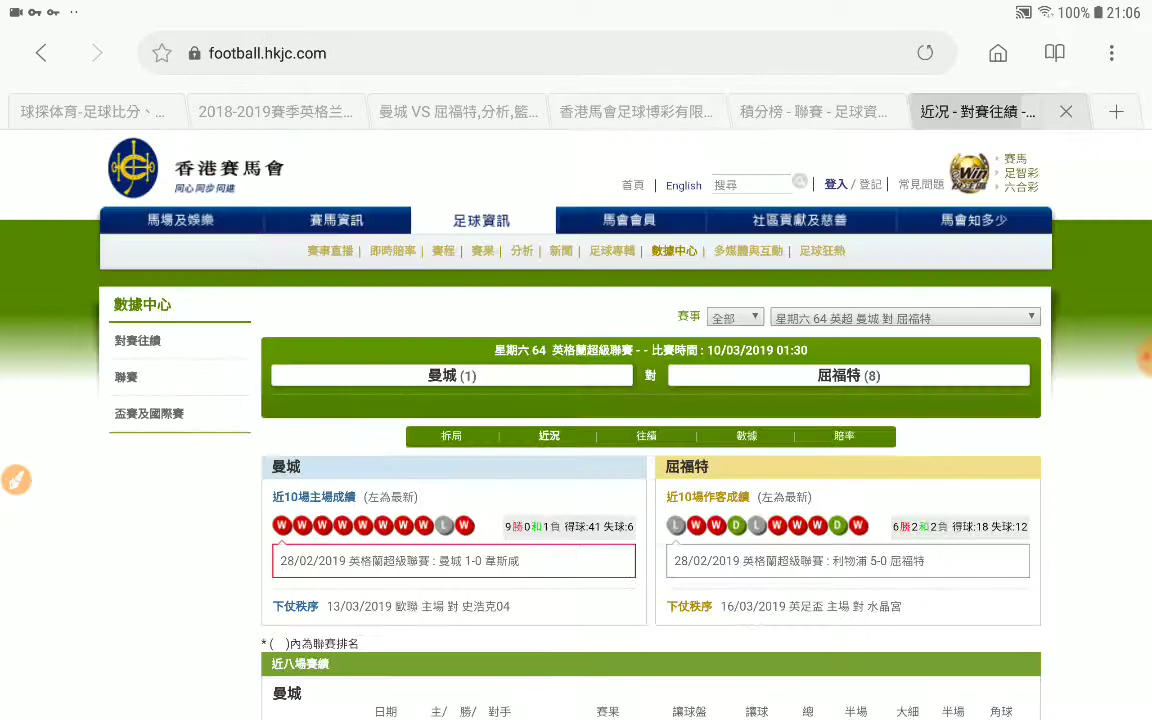 100% 21:06
football.hkjc.com
球探体育-足球比分、...
2018-2019賽季英格兰...
曼城 VS 屈福特,分析,籃...
香港馬會足球博彩有限...
積分榜 - 聯賽 - 足球資...
近況 - 對賽往績 -...
香港賽馬會
同心 同步 同進
首頁 | English 搜尋 | 登入 / 登記 | 常見問題
eWin
賽馬
足智彩
六合彩
馬場及娛樂 賽馬資訊 足球資訊 馬會會員 社區貢獻及慈善 馬會知多少
賽事直播 | 即時賠率 | 賽程 | 賽果 | 分析 | 新聞 | 足球專輯 | 數據中心 | 多媒體與互動 | 足球狂熱
數據中心
對賽往績
聯賽
盃賽及國際賽
賽事 全部 星期六 64 英超 曼城 對 屈福特
星期六 64 英格蘭超級聯賽 - - 比賽時間 : 10/03/2019 01:30
曼城 (1) 對 屈福特 (8)
拆局 | 近況 | 往績 | 數據 | 賠率
曼城
近10場主場成績 (左為最新)
W W W W W W W W L W 9勝0和1負 得球:41 失球:6
28/02/2019 英格蘭超級聯賽 : 曼城 1-0 韋斯咸
下仗秩序 13/03/2019 歐聯 主場 對 史浩克04
屈福特
近10場作客成績 (左為最新)
L W W D L W W W D W 6勝2和2負 得球:18 失球:12
28/02/2019 英格蘭超級聯賽 : 利物浦 5-0 屈福特
下仗秩序 16/03/2019 英足盃 主場 對 水晶宮
* ( )內為聯賽排名
近八場賽績
曼城
日期 主/ 勝/ 對手 賽果 讓球盤 讓球 總 半場 大細 半場 角球